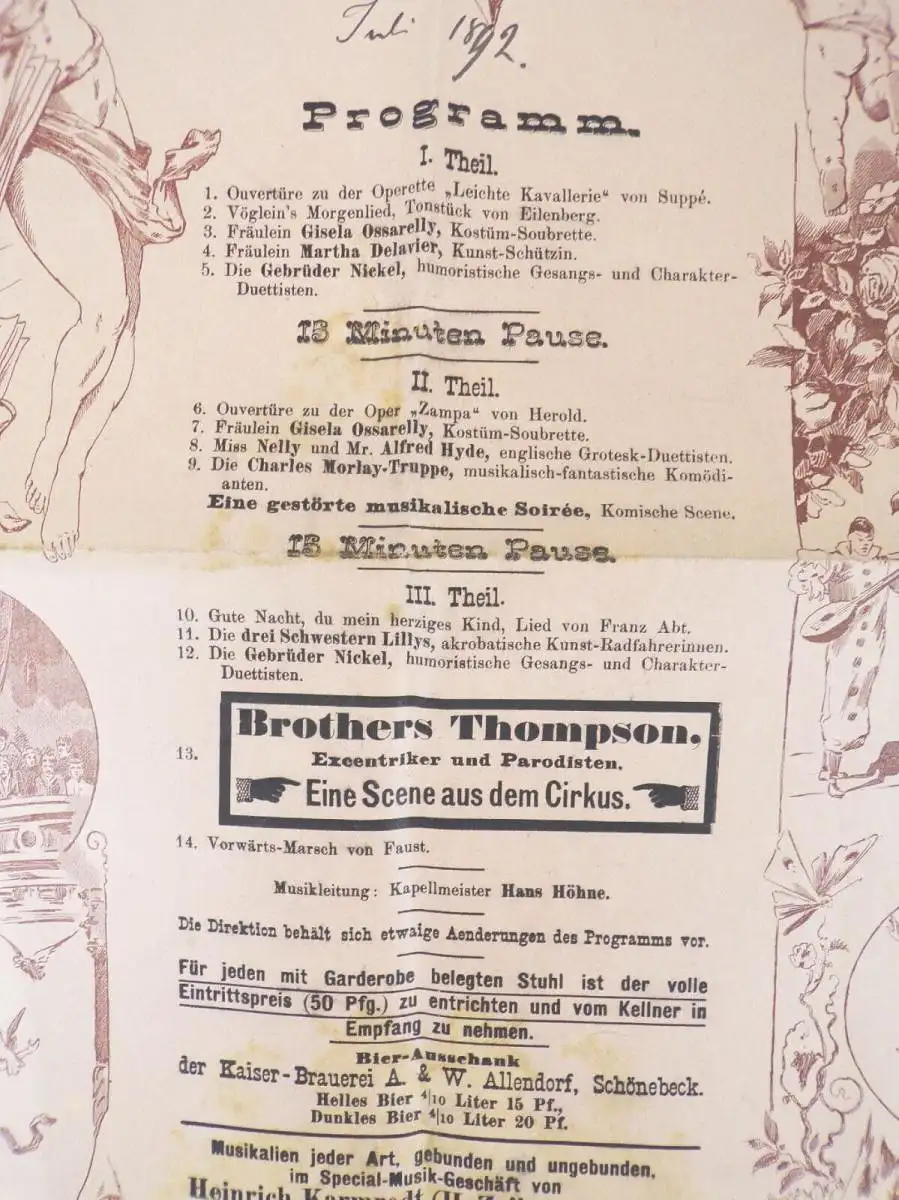 Juli 1892.
Programm.
I. Theil.
1. Ouvertüre zu der Operette „Leichte Kavallerie“ von Suppé.
2. Vöglein's Morgenlied, Tonstück von Eilenberg.
3. Fräulein Gisela Ossarelly, Kostüm-Soubrette.
4. Fräulein Martha Delavier, Kunst-Schützin.
5. Die Gebrüder Nickel, humoristische Gesangs- und Charakter-
Duettisten.
15 Minuten Pause.
II. Theil.
6. Ouvertüre zu der Oper „Zampa“ von Herold.
7. Fräulein Gisela Ossarelly, Kostüm-Soubrette.
8. Miss Nelly und Mr. Alfred Hyde, englische Grotesk-Duettisten.
9. Die Charles Morlay-Truppe, musikalisch-fantastische Komödi-
anten.
Eine gestörte musikalische Soirée, Komische Scene.
15 Minuten Pause.
III. Theil.
10. Gute Nacht, du mein herziges Kind, Lied von Franz Abt.
11. Die drei Schwestern Lillys, akrobatische Kunst-Radfahrerinnen.
12. Die Gebrüder Nickel, humoristische Gesangs- und Charakter-
Duettisten.
Brothers Thompson,
13. Excentriker und Parodisten.
Eine Scene aus dem Cirkus.
14. Vorwärts-Marsch von Faust.
Musikleitung: Kapellmeister Hans Höhne.
Die Direktion behält sich etwaige Aenderungen des Programms vor.
Für jeden mit Garderobe belegten Stuhl ist der volle
Eintrittspreis (50 Pfg.) zu entrichten und vom Kellner in
Empfang zu nehmen.
Bier-Ausschank
der Kaiser-Brauerei A. & W. Allendorf, Schönebeck.
Helles Bier 4/10 Liter 15 Pf.,
Dunkles Bier 4/10 Liter 20 Pf.
Musikalien jeder Art, gebunden und ungebunden,
im Special-Musik-Geschäft von
Heinrich